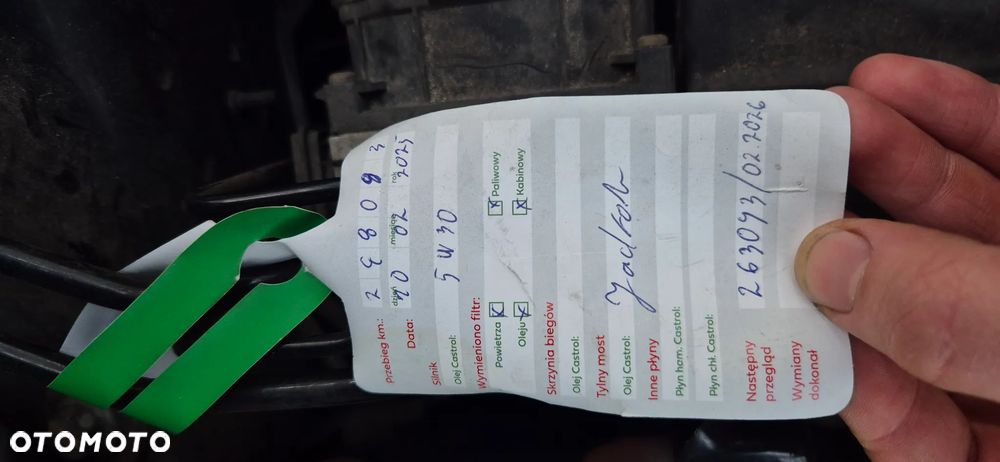 Przebieg km.: 248093
dzień miesiąc rok
Data: 02 2025
Silnik
Olej Castrol: 5W30
Wymieniono filtr:
Powietrza X X Paliwowy
Oleju X X Kabinowy
Skrzynia biegów
Olej Castrol:
Tylny most
Olej Castrol:
Inne płyny
Płyn ham. Castrol:
Płyn chł. Castrol:
Następny przegląd 263093/02.2026
Wymiany dokonał
OTOMOTO